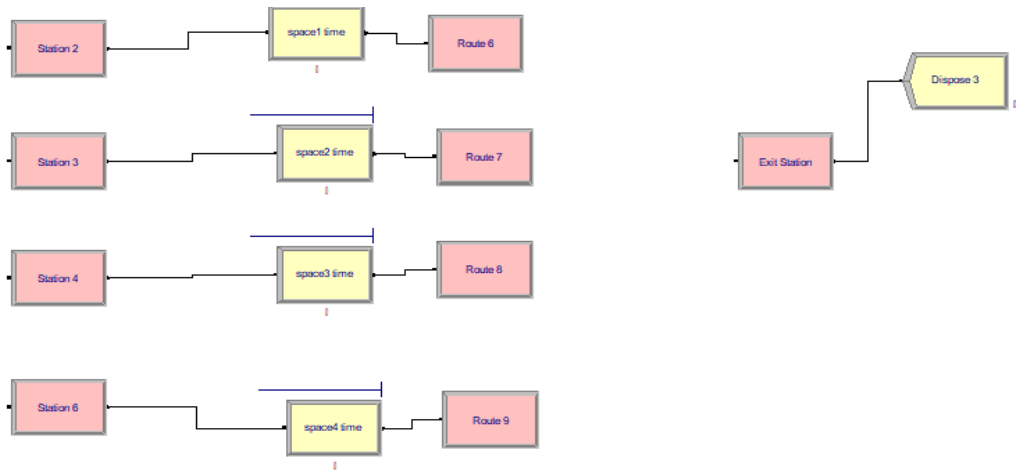 Station 2
space1 time
Route 6
Dispose 3
Station 3
space2 time
Route 7
Exit Station
Station 4
space3 time
Route 8
Station 6
space4 time
Route 9